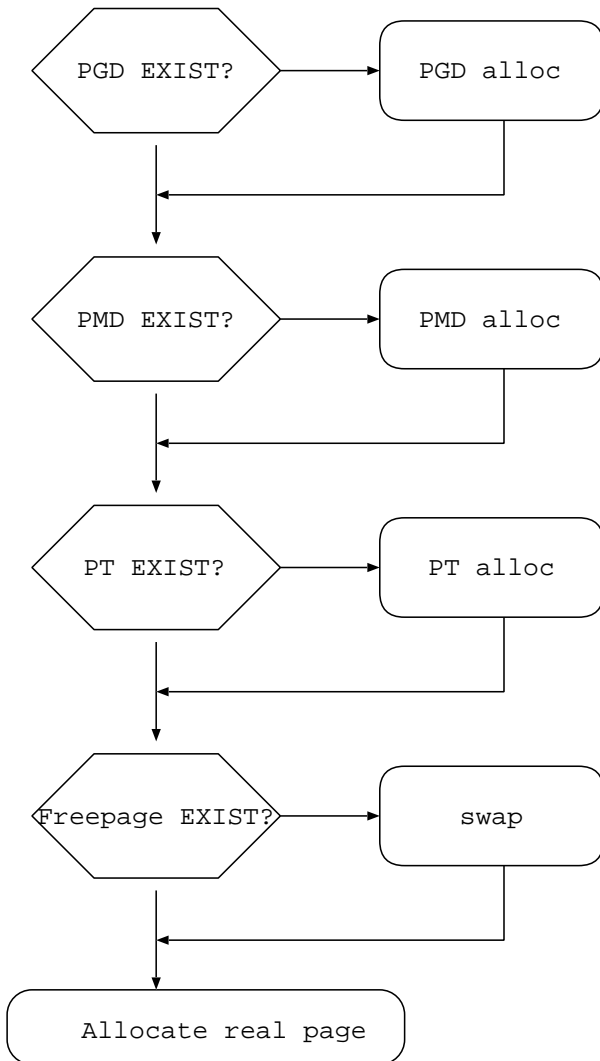 PGD EXIST?
PGD alloc
PMD EXIST?
PMD alloc
PT EXIST?
PT alloc
Freepage EXIST?
swap
Allocate real page